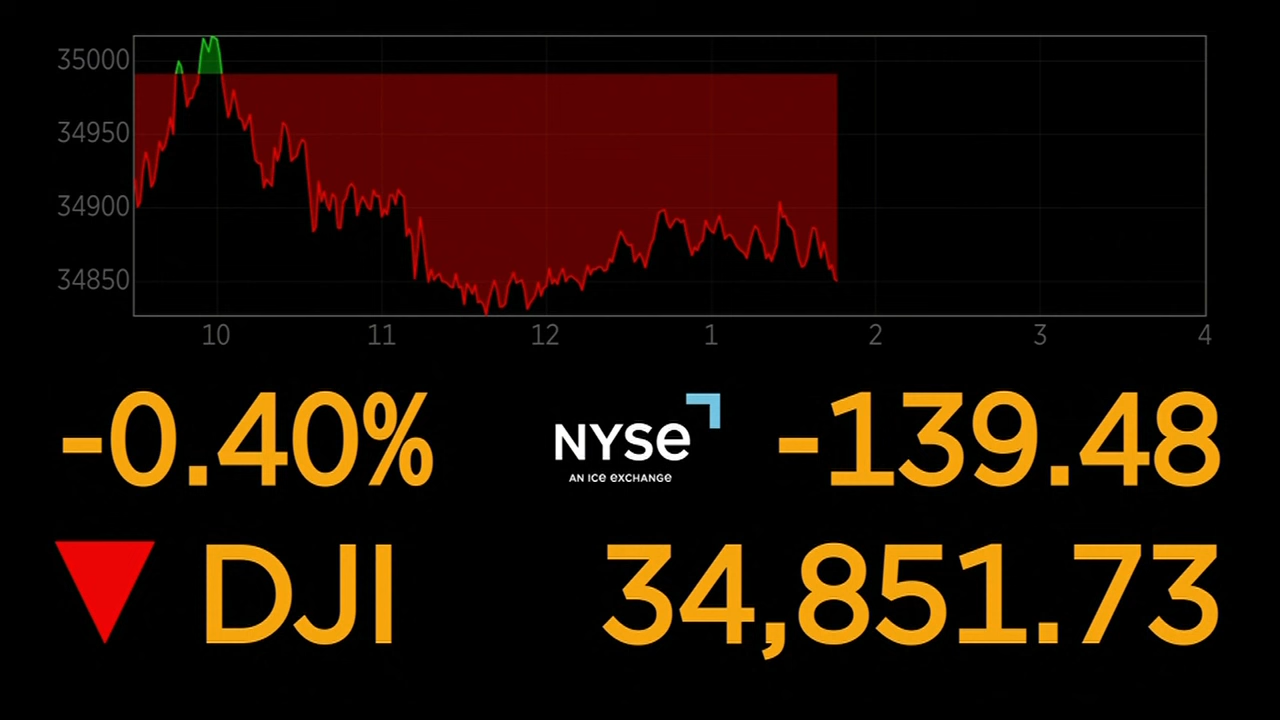 35000
34950
34900
34850
10 11 12 1 2 3 4
-0.40% NYSE -139.48
AN ICE EXCHANGE
DJI 34,851.73